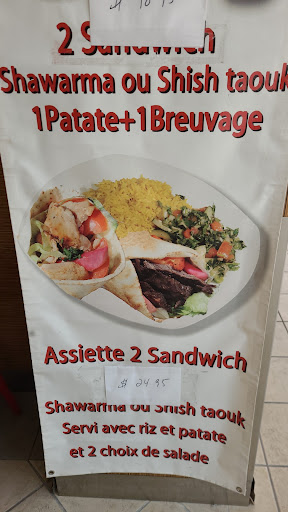 2 Sandwich
Shawarma ou Shish taouk
1Patate+1Breuvage
Assiette 2 Sandwich
$ 24.95
Shawarma ou Shish taouk
Servi avec riz et patate
et 2 choix de salade